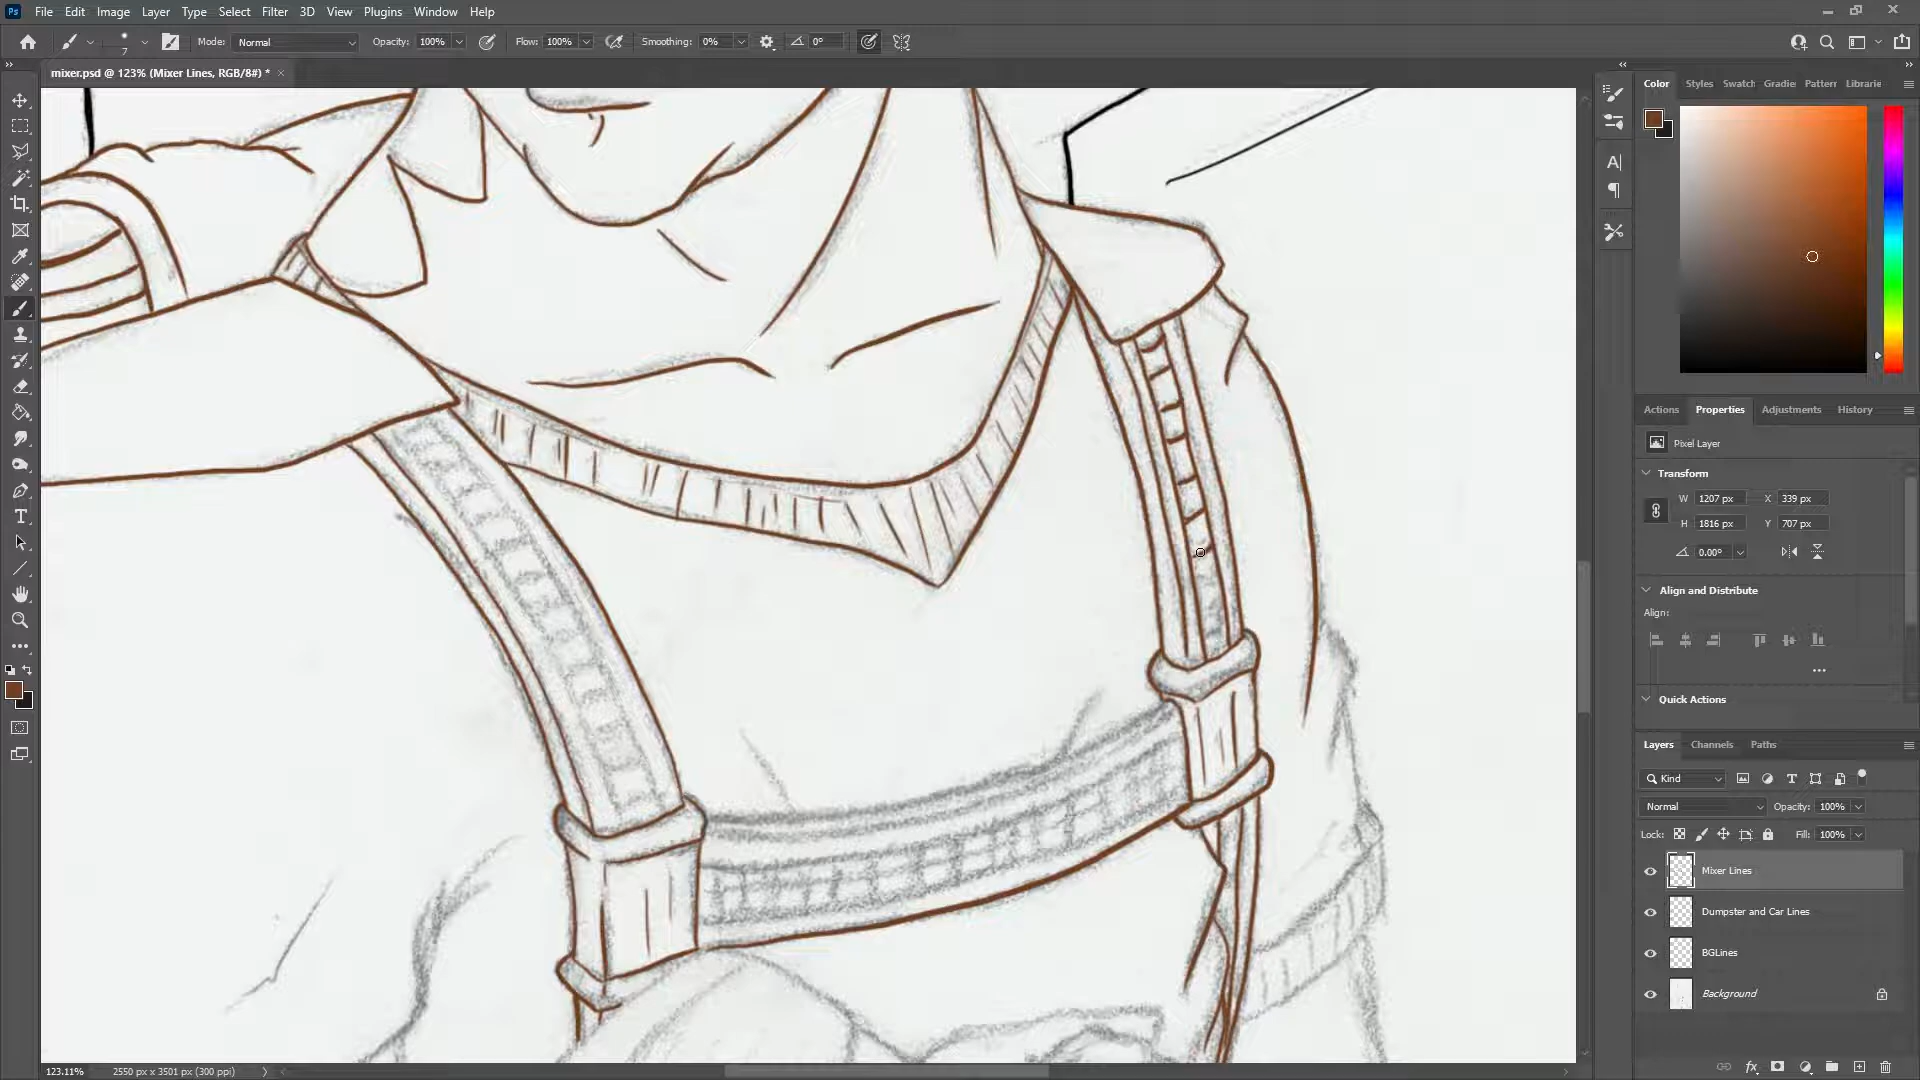 Ps File Edit Image Layer Type Select Filter 3D View Plugins Window Help
7 Mode: Normal Opacity: 100% Flow: 100% Smoothing: 0% 0°
mixer.psd @ 123% (Mixer Lines, RGB/8#) * ×
Color Styles Swatch Gradie Pattern Librarie
Actions Properties Adjustments History
Pixel Layer
Transform
W 1207 px X 339 px
H 1816 px Y 707 px
0.00°
Align and Distribute
Align:
Quick Actions
Layers Channels Paths
Kind
Normal Opacity: 100%
Lock: Fill: 100%
Mixer Lines
Dumpster and Car Lines
BGLines
Background
123.11% 2550 px x 3501 px (300 ppi)